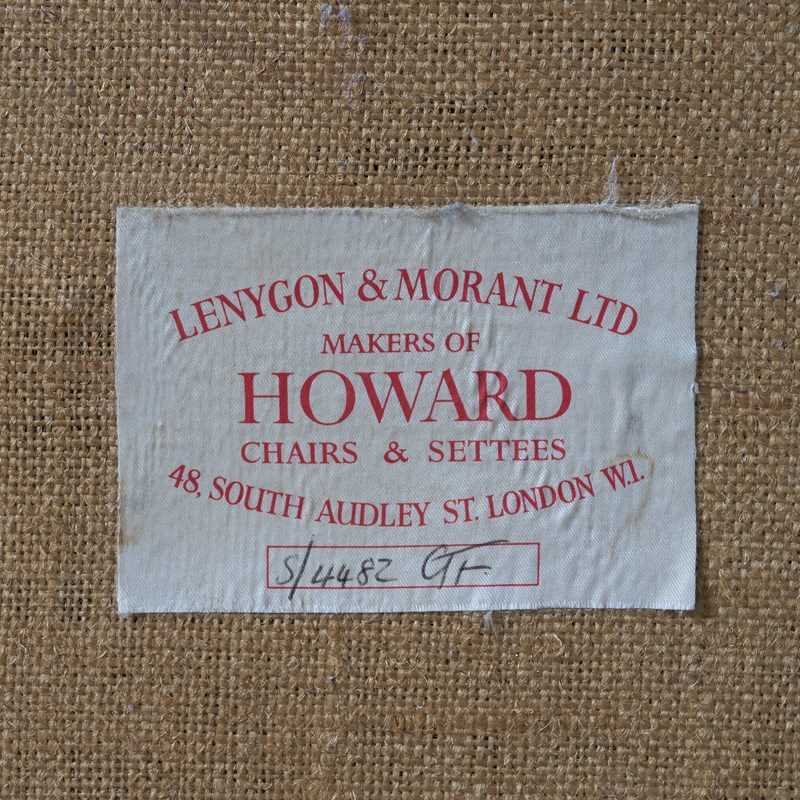 LENYGON & MORANT LTD
MAKERS OF
HOWARD
CHAIRS & SETTEES
48, SOUTH AUDLEY ST. LONDON W.1.
S/4482 GF.